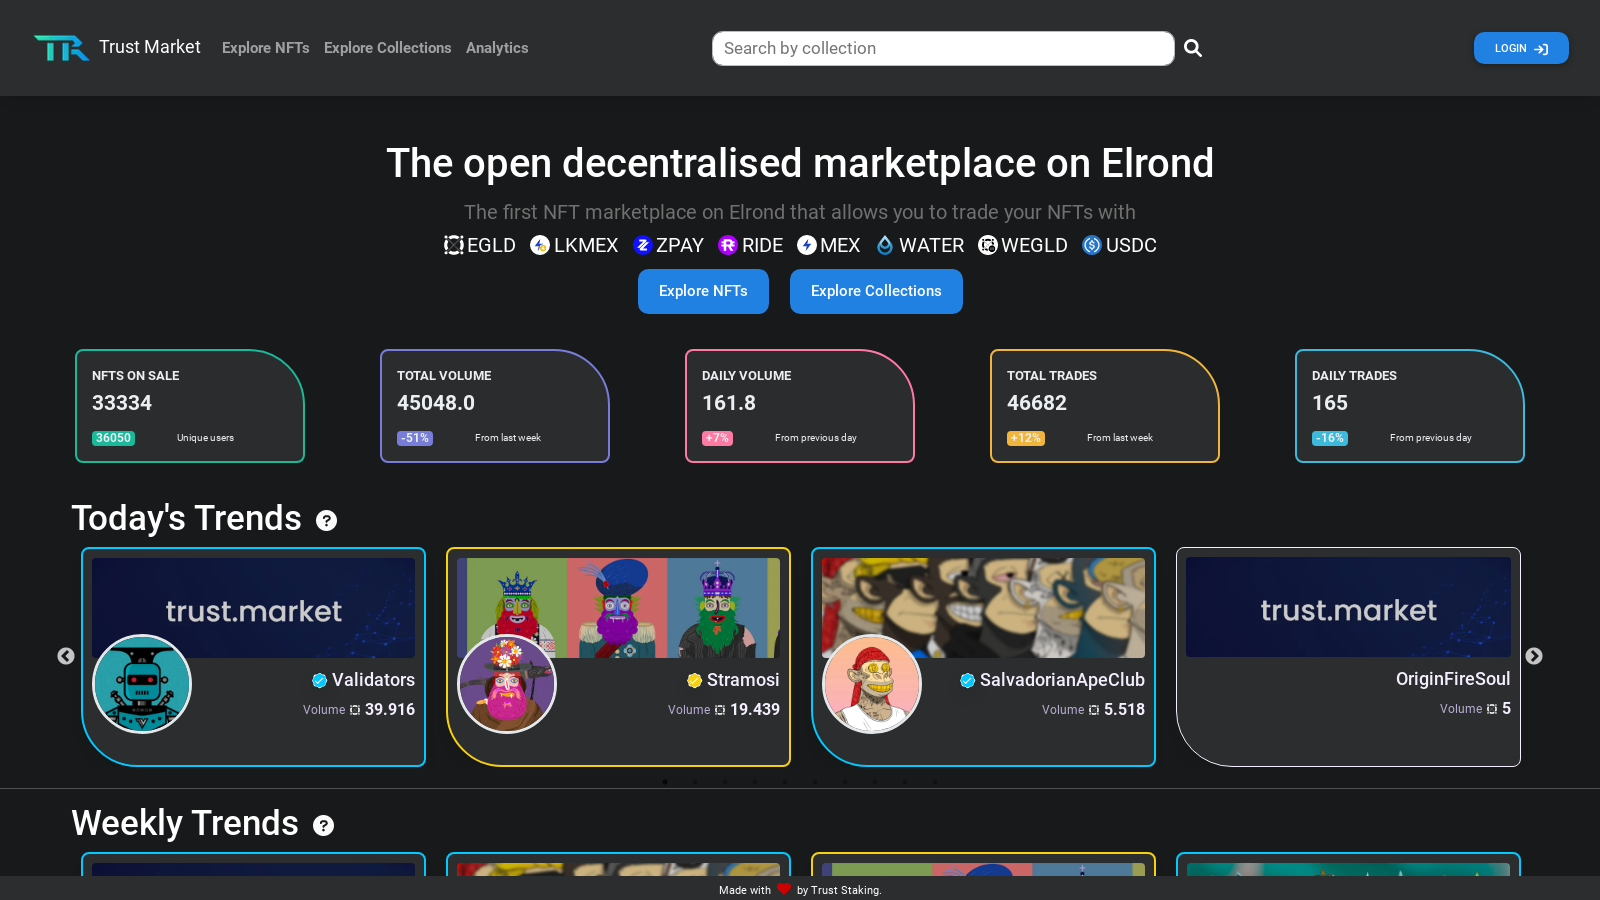 TR Trust Market Explore NFTs Explore Collections Analytics Search by collection LOGIN
The open decentralised marketplace on Elrond
The first NFT marketplace on Elrond that allows you to trade your NFTs with
EGLD LKMEX ZPAY RIDE MEX WATER WEGLD USDC
Explore NFTs Explore Collections
NFTS ON SALE
33334
36050 Unique users
TOTAL VOLUME
45048.0
-51% From last week
DAILY VOLUME
161.8
+7% From previous day
TOTAL TRADES
46682
+12% From last week
DAILY TRADES
165
-16% From previous day
Today's Trends ?
trust.market
Validators
Volume 39.916
Stramosi
Volume 19.439
SalvadorianApeClub
Volume 5.518
trust.market
OriginFireSoul
Volume 5
Weekly Trends ?
Made with by Trust Staking.